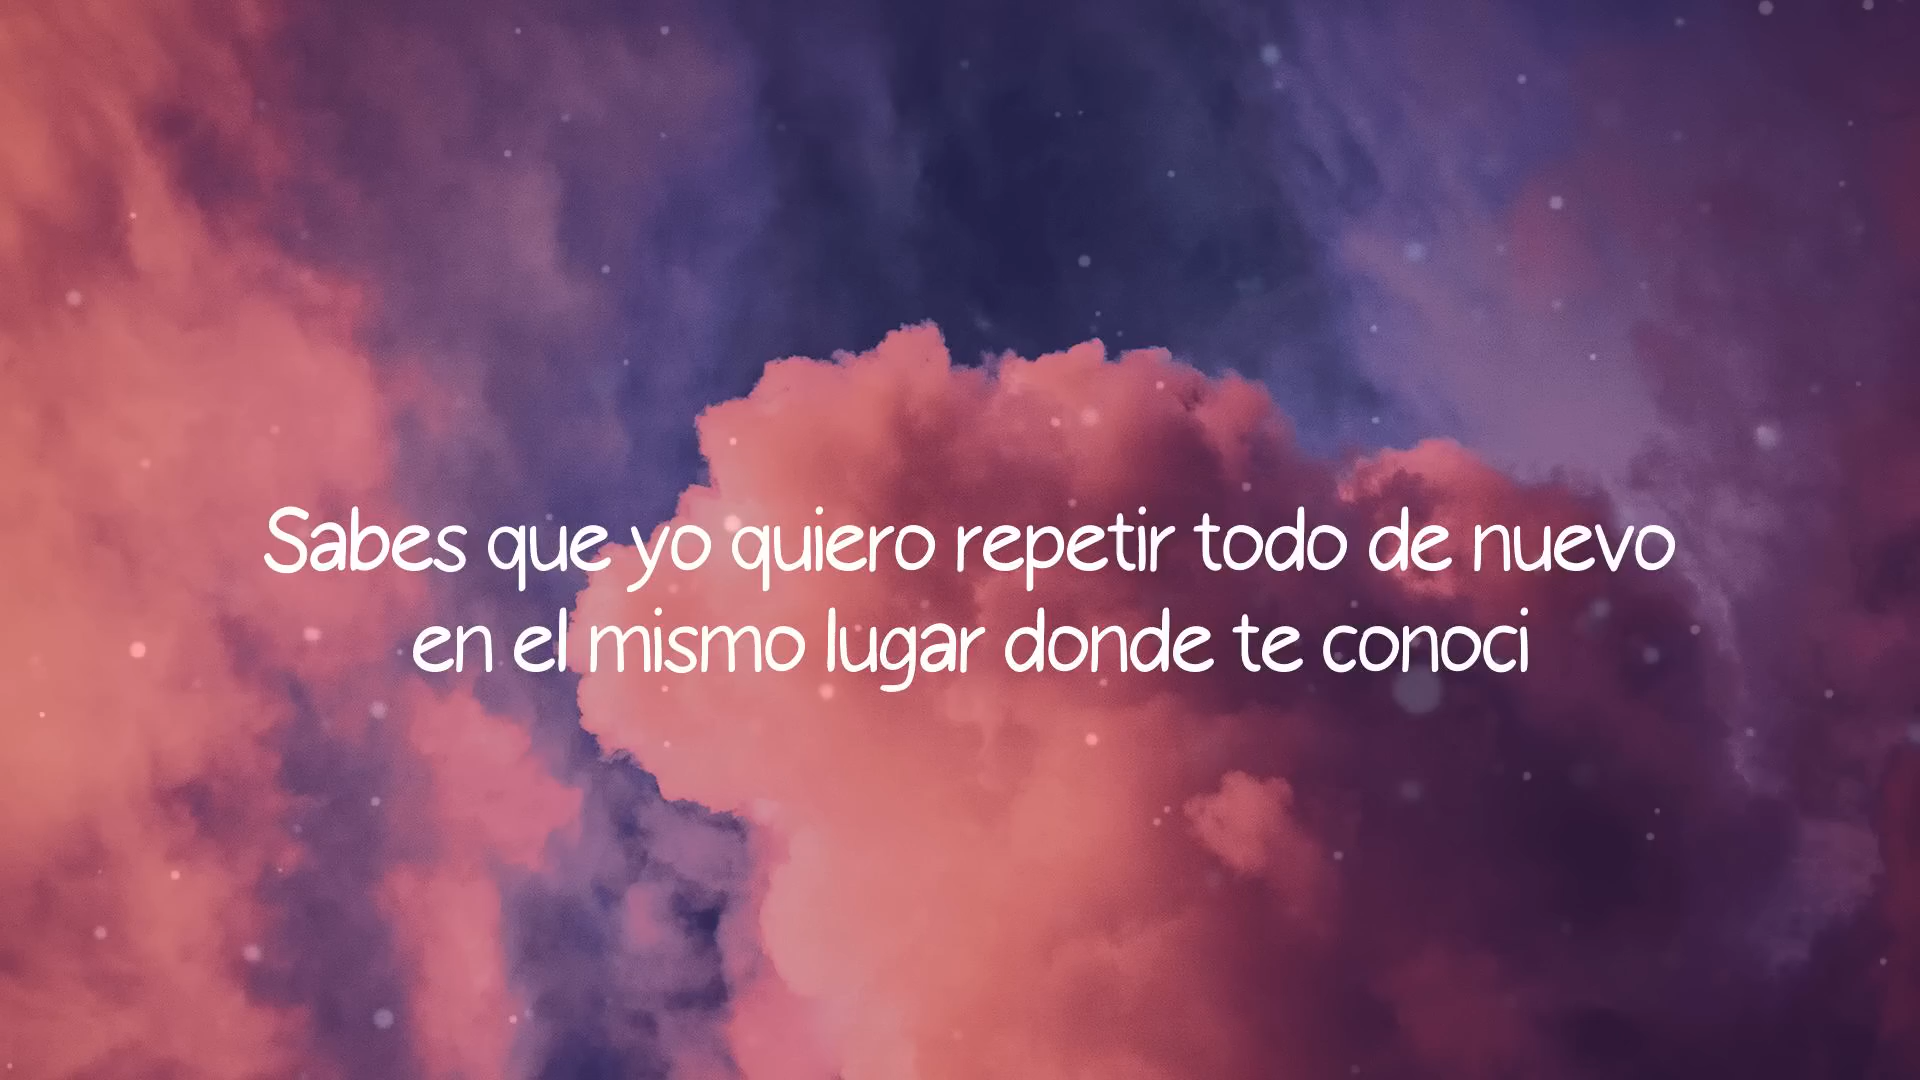 Sabes que yo quiero repetir todo de nuevo
en el mismo lugar donde te conoci